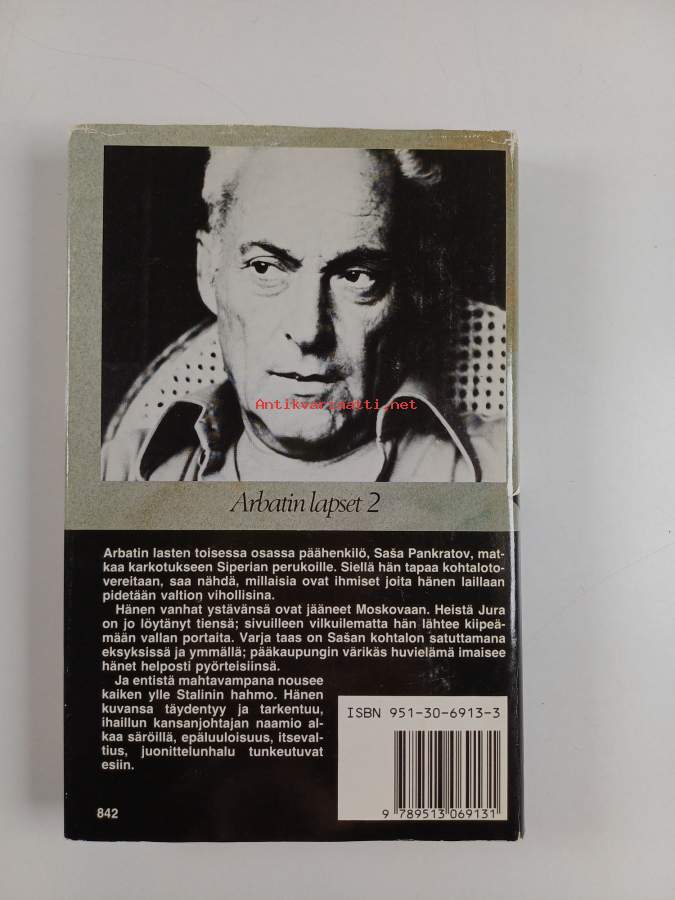 Antikvariaatti.net
Arbatin lapset 2
Arbatin lasten toisessa osassa päähenkilö, Saša Pankratov, mat-
kaa karkotukseen Siperian perukoille. Siellä hän tapaa kohtaloto-
vereitaan, saa nähdä, millaisia ovat ihmiset joita hänen laillaan
pidetään valtion vihollisina.
Hänen vanhat ystävänsä ovat jääneet Moskovaan. Heistä Jura
on jo löytänyt tiensä; sivuilleen vilkuilematta hän lähtee kiipeä-
mään vallan portaita. Varja taas on Sašan kohtalon satuttamana
eksyksissä ja ymmällä; pääkaupungin värikäs huvielämä imaisee
hänet helposti pyörteisiinsä.
Ja entistä mahtavampana nousee
kaiken ylle Stalinin hahmo. Hänen
kuvansa täydentyy ja tarkentuu,
ihaillun kansanjohtajan naamio al-
kaa säröillä, epäluuloisuus, itseval-
tius, juonittelunhalu tunkeutuvat
esiin.
ISBN 951-30-6913-3
9 789513 069131
842